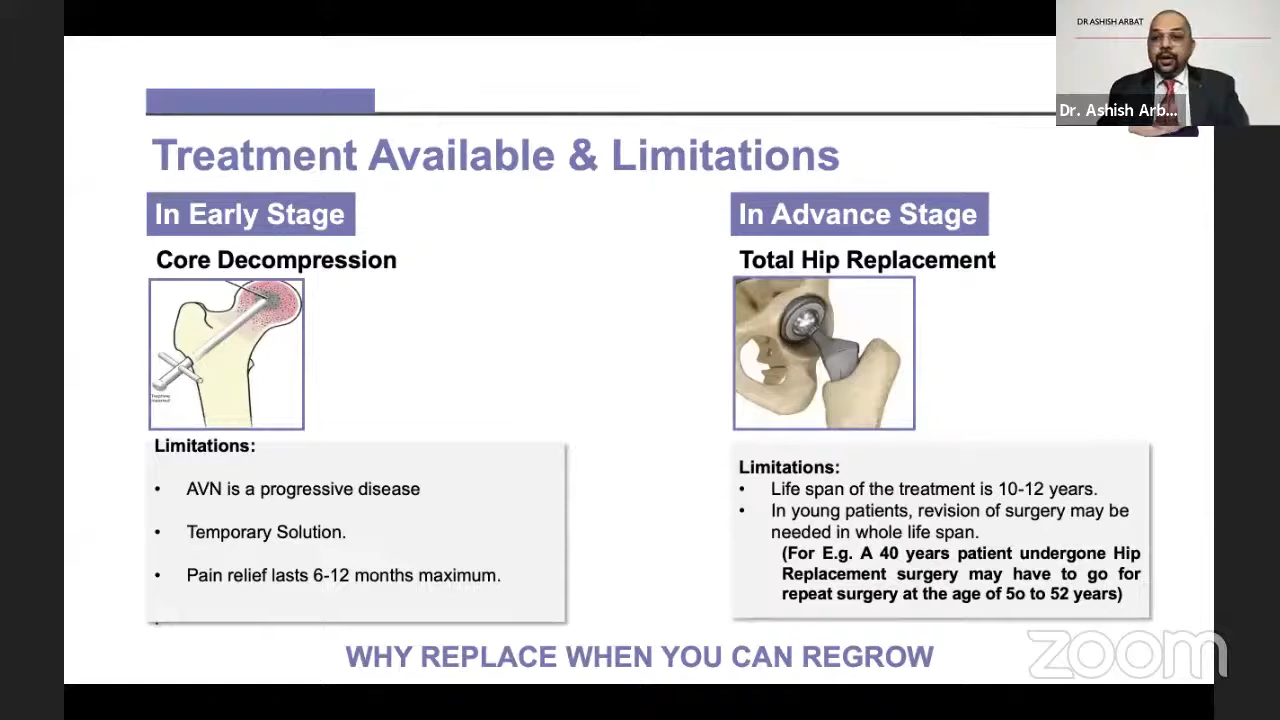 DR ASHISH ARBAT
Dr. Ashish Arb...
Treatment Available & Limitations
In Early Stage
Core Decompression
Limitations:
• AVN is a progressive disease
• Temporary Solution.
• Pain relief lasts 6-12 months maximum.
In Advance Stage
Total Hip Replacement
Limitations:
• Life span of the treatment is 10-12 years.
• In young patients, revision of surgery may be
needed in whole life span.
(For E.g. A 40 years patient undergone Hip
Replacement surgery may have to go for
repeat surgery at the age of 5o to 52 years)
WHY REPLACE WHEN YOU CAN REGROW
zoom